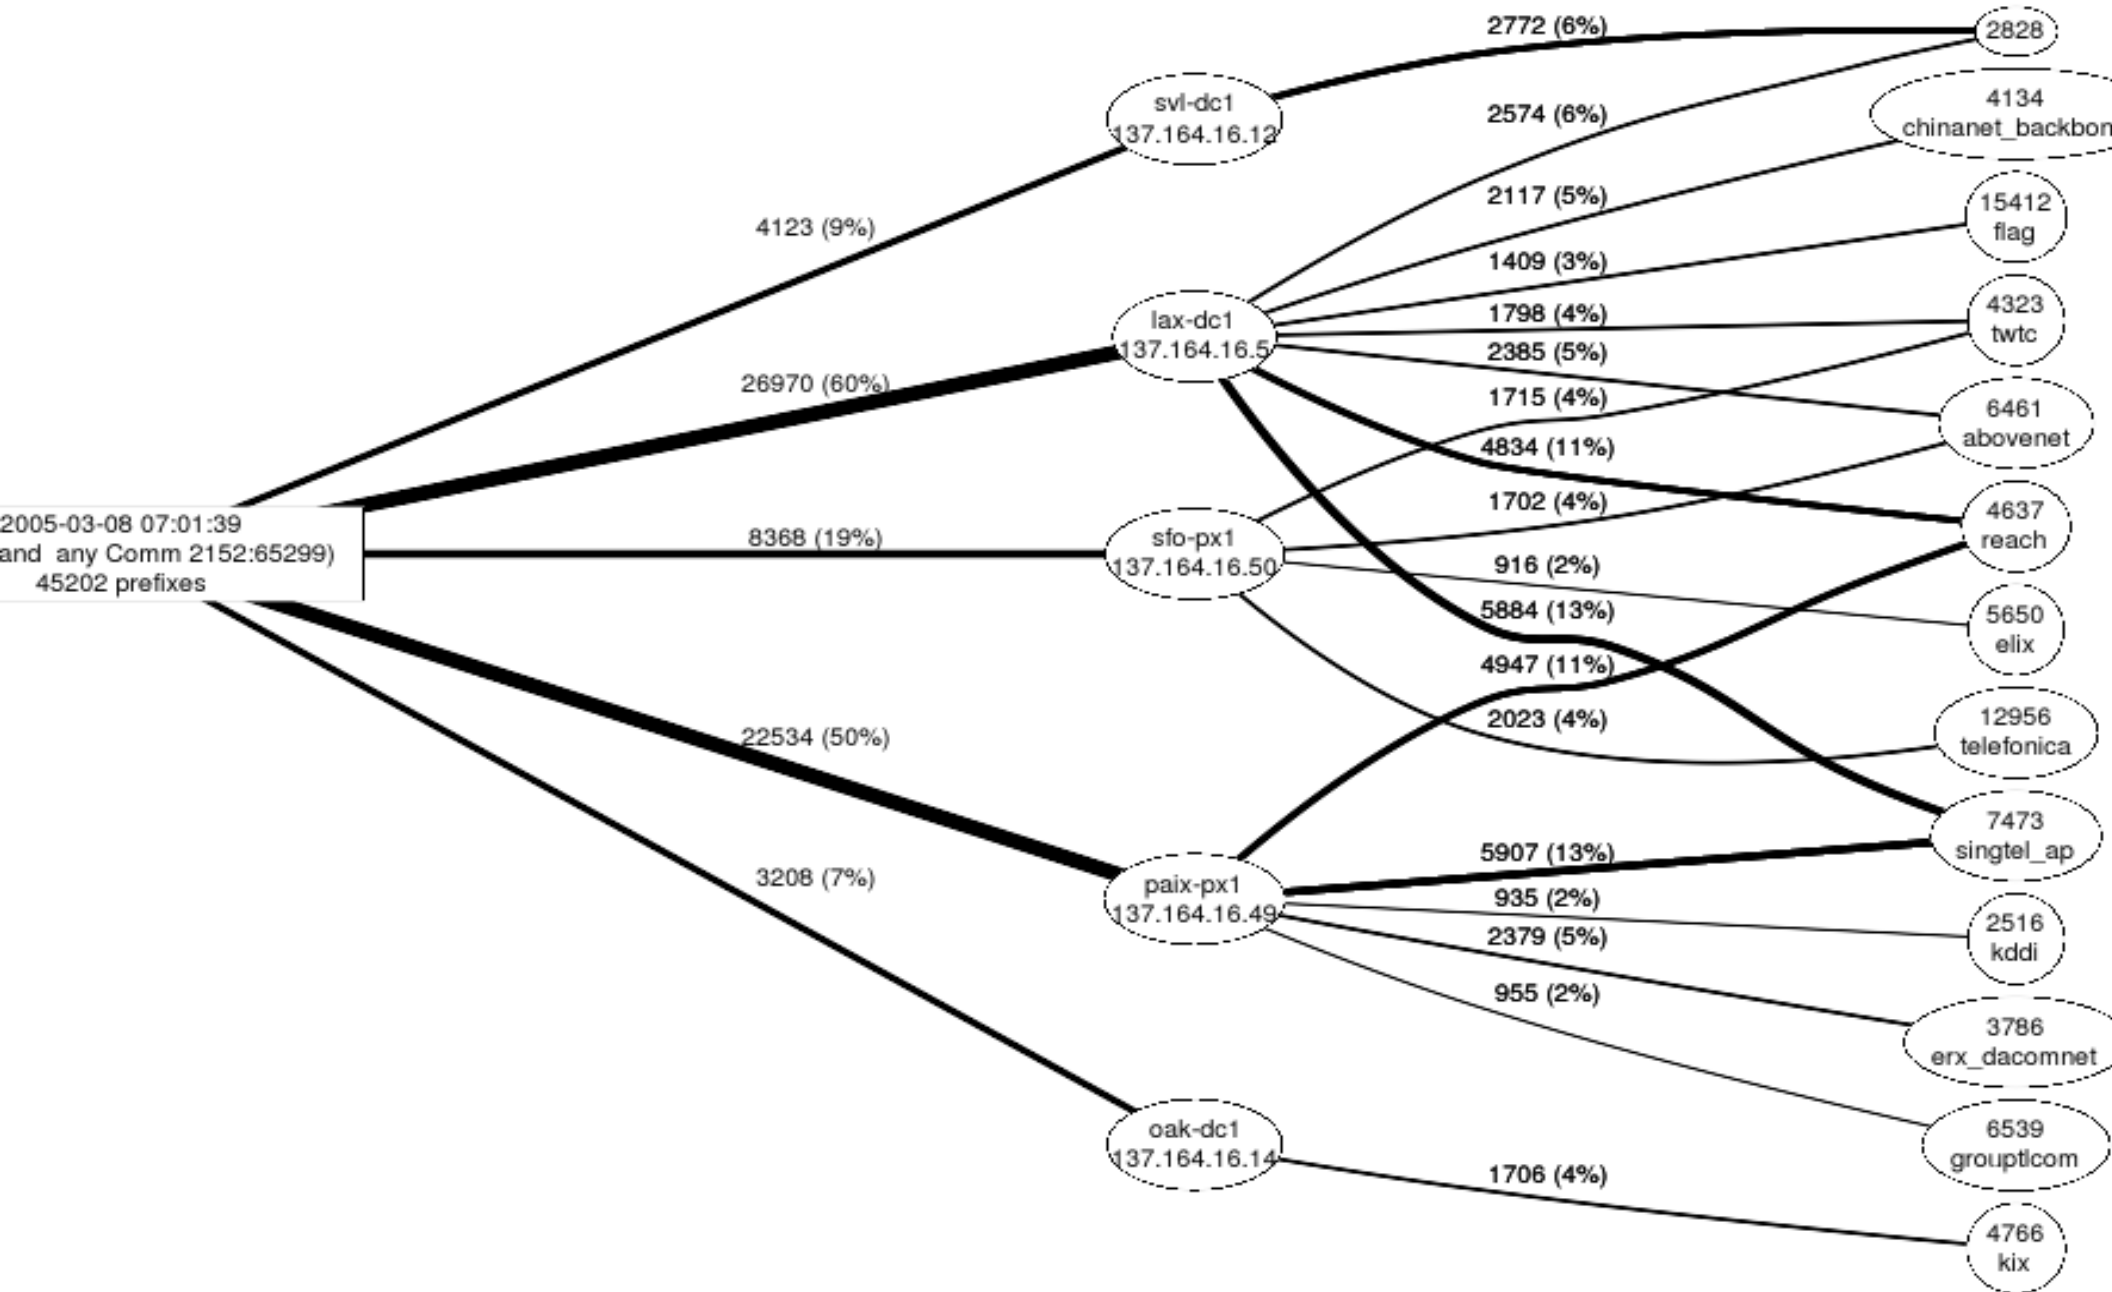 2005-03-08 07:01:39
and any Comm 2152:65299)
45202 prefixes
4123 (9%)
26970 (60%)
8368 (19%)
22534 (50%)
3208 (7%)
svl-dc1
137.164.16.12
lax-dc1
137.164.16.5
sfo-px1
137.164.16.50
paix-px1
137.164.16.49
oak-dc1
137.164.16.14
2772 (6%)
2574 (6%)
2117 (5%)
1409 (3%)
1798 (4%)
2385 (5%)
1715 (4%)
4834 (11%)
1702 (4%)
916 (2%)
5884 (13%)
4947 (11%)
2023 (4%)
5907 (13%)
935 (2%)
2379 (5%)
955 (2%)
1706 (4%)
2828
4134
chinanet_backbon
15412
flag
4323
twtc
6461
abovenet
4637
reach
5650
elix
12956
telefonica
7473
singtel_ap
2516
kddi
3786
erx_dacomnet
6539
grouptlcom
4766
kix